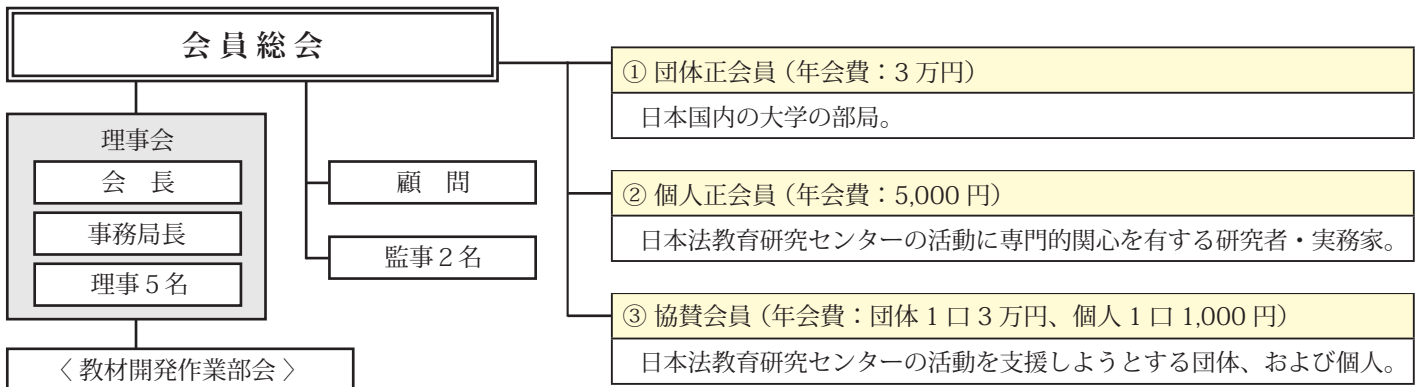 会員総会
理事会
会　長
事務局長
理事5名
〈 教材開発作業部会 〉
顧　問
監事2名
① 団体正会員（年会費：3 万円）
日本国内の大学の部局。
② 個人正会員（年会費：5,000 円）
日本法教育研究センターの活動に専門的関心を有する研究者・実務家。
③ 協賛会員（年会費：団体 1 口 3 万円、個人 1 口 1,000 円）
日本法教育研究センターの活動を支援しようとする団体、および個人。